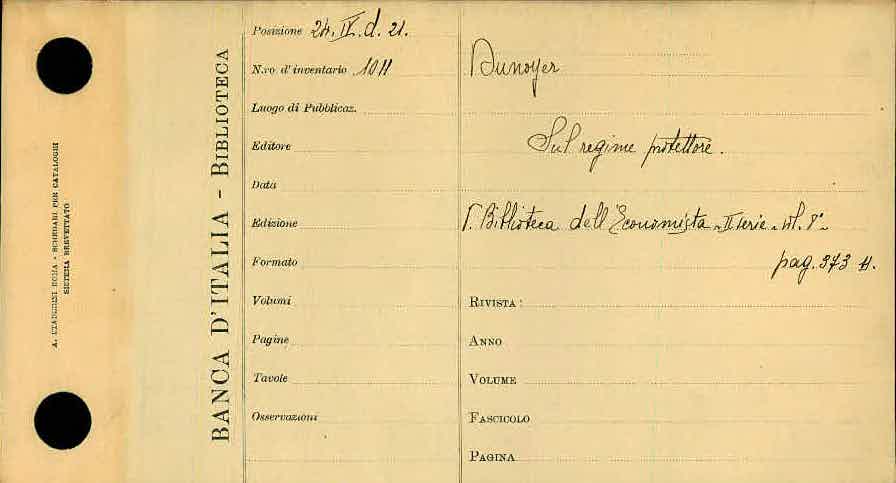 A. STADERINI ROMA - SCHEDARI PER CATALOGHI
SISTEMA BREVETTATO
BANCA D'ITALIA - BIBLIOTECA
Posizione 24. IV. d. 21.
N.ro d'inventario 1011
Luogo di Pubblicaz.
Editore
Data
Edizione
Formato
Volumi
Pagine
Tavole
Osservazioni
Dunoyer
Sul regime protettore.
V. Biblioteca dell'Economista - II serie - vol. 8° -
pag. 373
RIVISTA:
ANNO
VOLUME
FASCICOLO
PAGINA